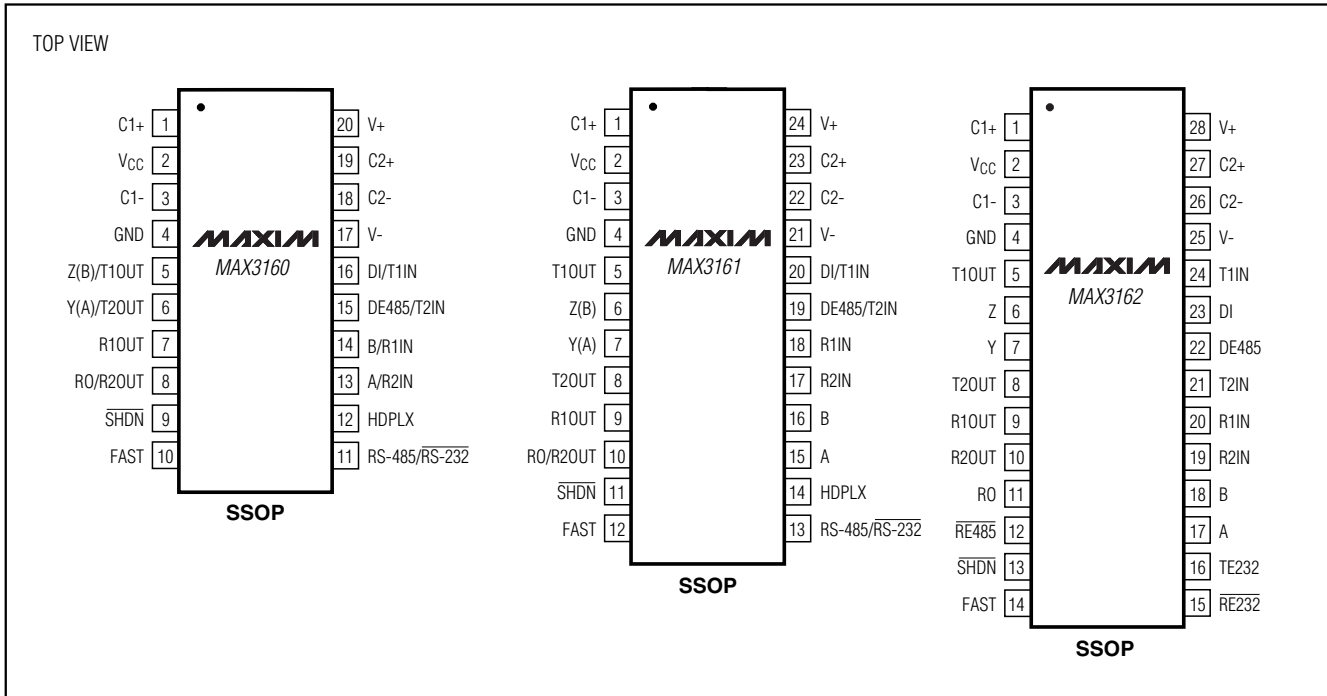 TOP VIEW
C1+ 1
VCC 2
C1- 3
GND 4
Z(B)/T1OUT 5
Y(A)/T2OUT 6
R1OUT 7
RO/R2OUT 8
SHDN 9
FAST 10
MAXIM
MAX3160
20 V+
19 C2+
18 C2-
17 V-
16 DI/T1IN
15 DE485/T2IN
14 B/R1IN
13 A/R2IN
12 HDPLX
11 RS-485/RS-232
SSOP
C1+ 1
VCC 2
C1- 3
GND 4
T1OUT 5
Z(B) 6
Y(A) 7
T2OUT 8
R1OUT 9
RO/R2OUT 10
SHDN 11
FAST 12
MAXIM
MAX3161
24 V+
23 C2+
22 C2-
21 V-
20 DI/T1IN
19 DE485/T2IN
18 R1IN
17 R2IN
16 B
15 A
14 HDPLX
13 RS-485/RS-232
SSOP
C1+ 1
VCC 2
C1- 3
GND 4
T1OUT 5
Z 6
Y 7
T2OUT 8
R1OUT 9
R2OUT 10
RO 11
RE485 12
SHDN 13
FAST 14
MAXIM
MAX3162
28 V+
27 C2+
26 C2-
25 V-
24 T1IN
23 DI
22 DE485
21 T2IN
20 R1IN
19 R2IN
18 B
17 A
16 TE232
15 RE232
SSOP